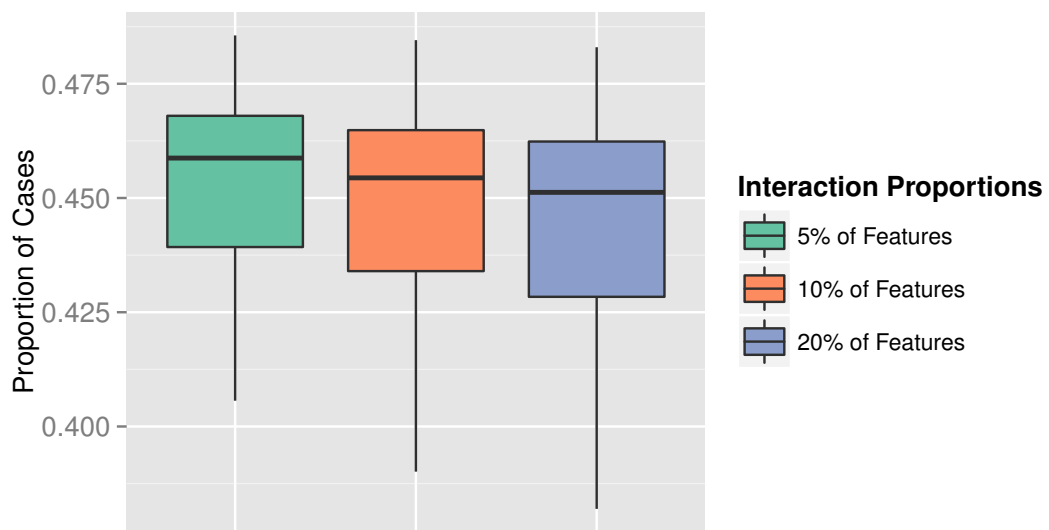 Proportion of Cases
0.475
0.450
0.425
0.400
Interaction Proportions
5% of Features
10% of Features
20% of Features